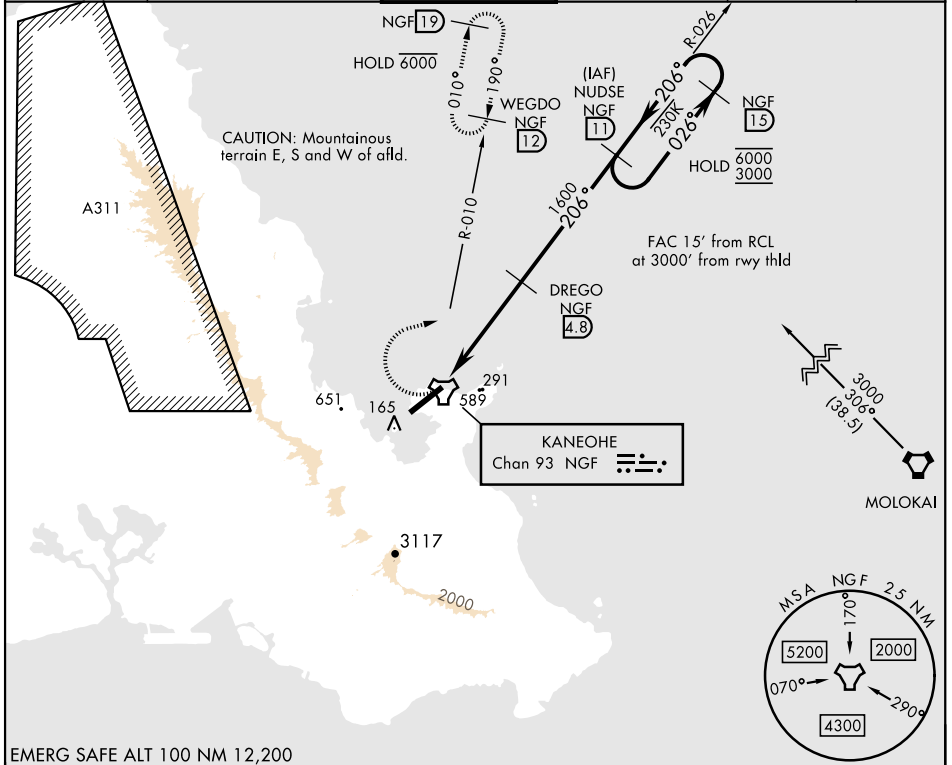 NGF 19
HOLD 6000
010°
190°
WEGDO
NGF
12
R-010
CAUTION: Mountainous
terrain E, S and W of afld.
A311
(IAF)
NUDSE
NGF
11
R-026
206°
230K
026°
NGF
15
HOLD 6000
3000
1600
206°
FAC 15' from RCL
at 3000' from rwy thld
DREGO
NGF
4.8
651
165
291
589
KANEOHE
Chan 93 NGF
3000
306°
(38.5)
MOLOKAI
3117
2000
MSA NGF 25 NM
170°
5200
2000
070°
290°
4300
EMERG SAFE ALT 100 NM 12,200